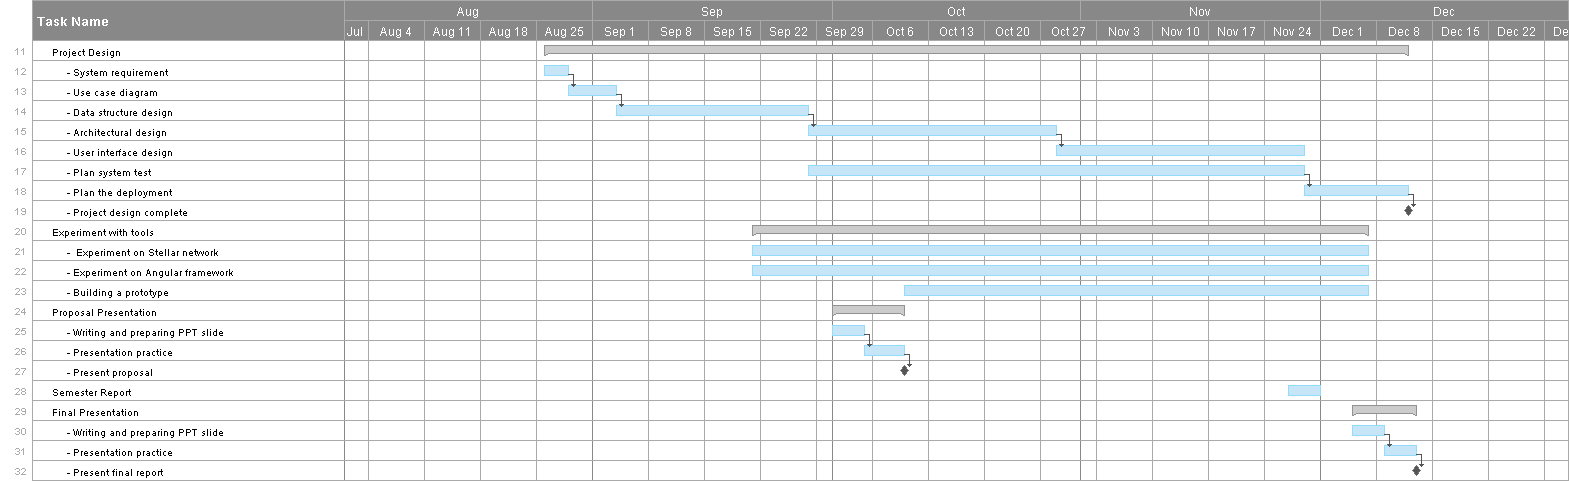 Task Name
Aug Sep Oct Nov Dec
Jul Aug 4 Aug 11 Aug 18 Aug 25 Sep 1 Sep 8 Sep 15 Sep 22 Sep 29 Oct 6 Oct 13 Oct 20 Oct 27 Nov 3 Nov 10 Nov 17 Nov 24 Dec 1 Dec 8 Dec 15 Dec 22 De
11 Project Design
12 - System requirement
13 - Use case diagram
14 - Data structure design
15 - Architectural design
16 - User interface design
17 - Plan system test
18 - Plan the deployment
19 - Project design complete
20 Experiment with tools
21 - Experiment on Stellar network
22 - Experiment on Angular framework
23 - Building a prototype
24 Proposal Presentation
25 - Writing and preparing PPT slide
26 - Presentation practice
27 - Present proposal
28 Semester Report
29 Final Presentation
30 - Writing and preparing PPT slide
31 - Presentation practice
32 - Present final report